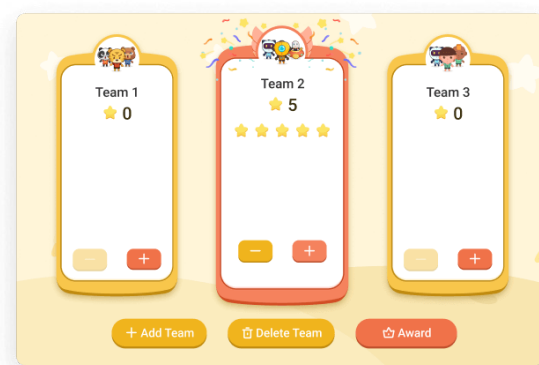 Team 1
0
Team 2
5
Team 3
0
+ Add Team
Delete Team
Award